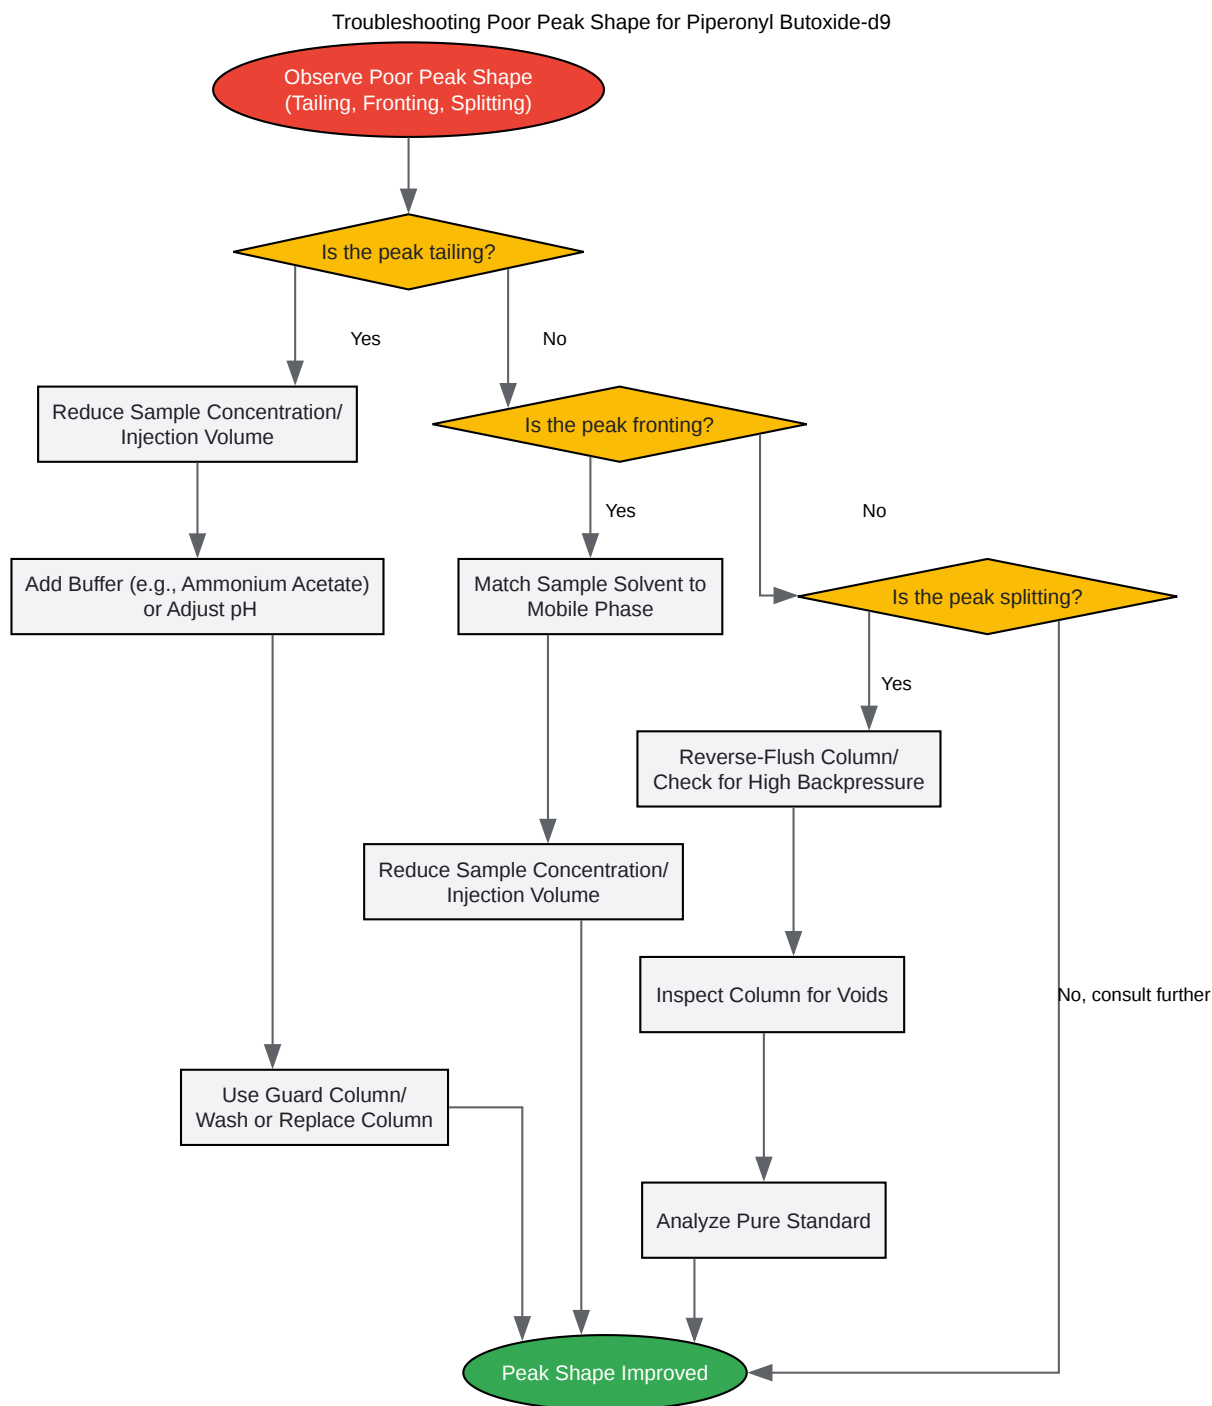 Troubleshooting Poor Peak Shape for Piperonyl Butoxide-d9
Observe Poor Peak Shape
(Tailing, Fronting, Splitting)
Is the peak tailing?
Yes
No
Reduce Sample Concentration/
Injection Volume
Is the peak fronting?
Yes
No
Add Buffer (e.g., Ammonium Acetate)
or Adjust pH
Match Sample Solvent to
Mobile Phase
Is the peak splitting?
Yes
Reverse-Flush Column/
Check for High Backpressure
Reduce Sample Concentration/
Injection Volume
Inspect Column for Voids
No, consult further
Use Guard Column/
Wash or Replace Column
Analyze Pure Standard
Peak Shape Improved